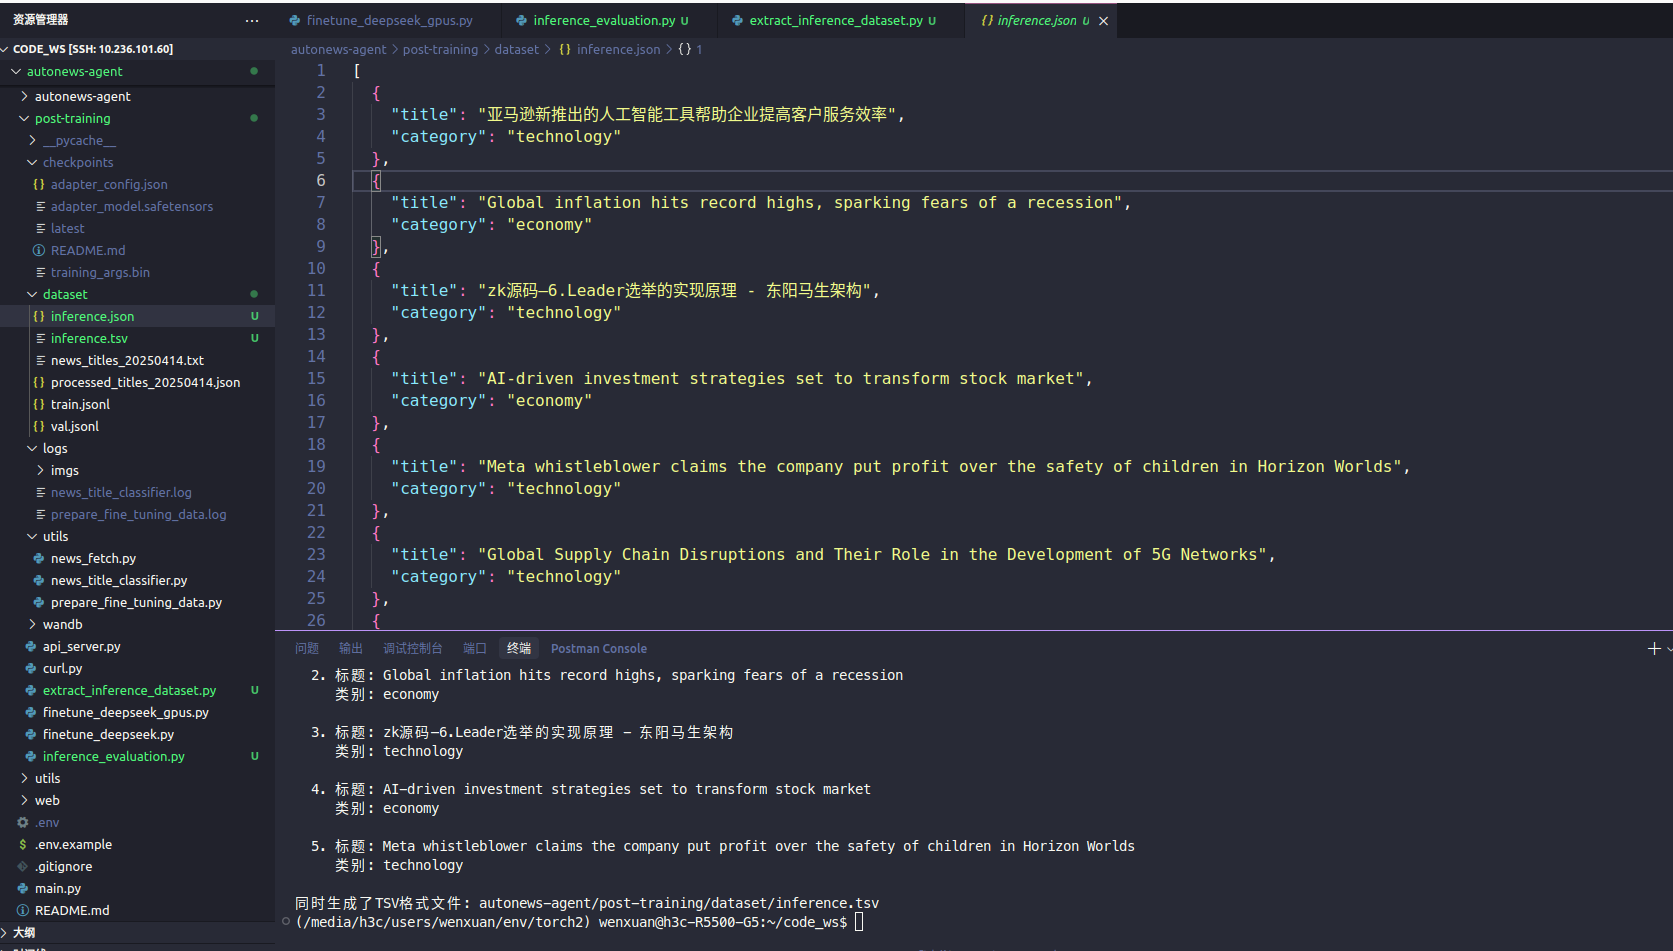 资源管理器
CODE_WS [SSH: 10.236.101.60]
autonews-agent
autonews-agent
post-training
__pycache__
checkpoints
adapter_config.json
adapter_model.safetensors
latest
README.md
training_args.bin
dataset
inference.json U
inference.tsv U
news_titles_20250414.txt
processed_titles_20250414.json
train.jsonl
val.jsonl
logs
imgs
news_title_classifier.log
prepare_fine_tuning_data.log
utils
news_fetch.py
news_title_classifier.py
prepare_fine_tuning_data.py
wandb
api_server.py
curl.py
extract_inference_dataset.py U
finetune_deepseek_gpus.py
finetune_deepseek.py
inference_evaluation.py U
utils
web
.env
.env.example
.gitignore
main.py
README.md
大纲
finetune_deepseek_gpus.py inference_evaluation.py U extract_inference_dataset.py U {} inference.json U
autonews-agent > post-training > dataset > {} inference.json > {} 1
1 [
2 {
3 "title": "亚马逊新推出的人工智能工具帮助企业提高客户服务效率",
4 "category": "technology"
5 },
6 {
7 "title": "Global inflation hits record highs, sparking fears of a recession",
8 "category": "economy"
9 },
10 {
11 "title": "zk源码—6.Leader选举的实现原理 - 东阳马生架构",
12 "category": "technology"
13 },
14 {
15 "title": "AI-driven investment strategies set to transform stock market",
16 "category": "economy"
17 },
18 {
19 "title": "Meta whistleblower claims the company put profit over the safety of children in Horizon Worlds",
20 "category": "technology"
21 },
22 {
23 "title": "Global Supply Chain Disruptions and Their Role in the Development of 5G Networks",
24 "category": "technology"
25 },
26 {
问题 输出 调试控制台 端口 终端 Postman Console
2. 标题: Global inflation hits record highs, sparking fears of a recession
类别: economy
3. 标题: zk源码—6.Leader选举的实现原理 - 东阳马生架构
类别: technology
4. 标题: AI-driven investment strategies set to transform stock market
类别: economy
5. 标题: Meta whistleblower claims the company put profit over the safety of children in Horizon Worlds
类别: technology
同时生成了TSV格式文件: autonews-agent/post-training/dataset/inference.tsv
(/media/h3c/users/wenxuan/env/torch2) wenxuan@h3c-R5500-G5:~/code_ws$